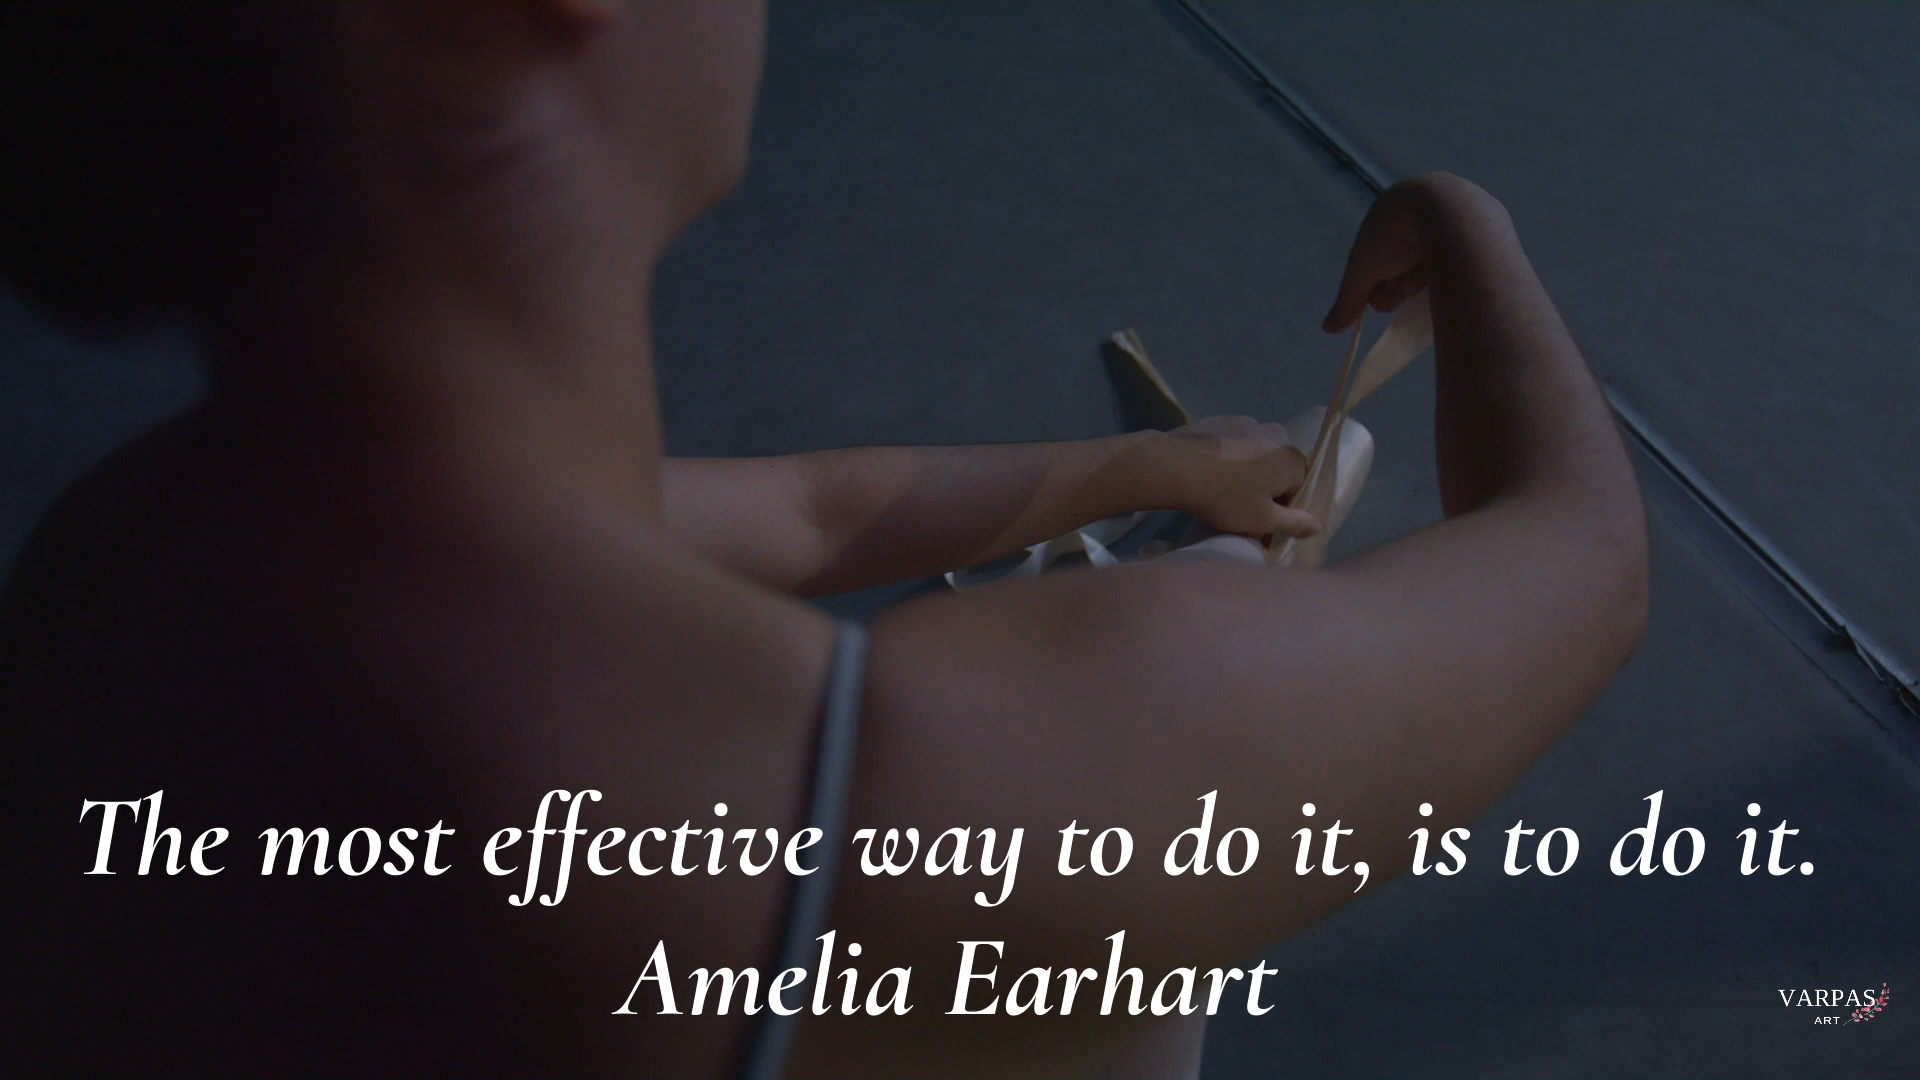 The most effective way to do it, is to do it.
Amelia Earhart
VARPAS
ART